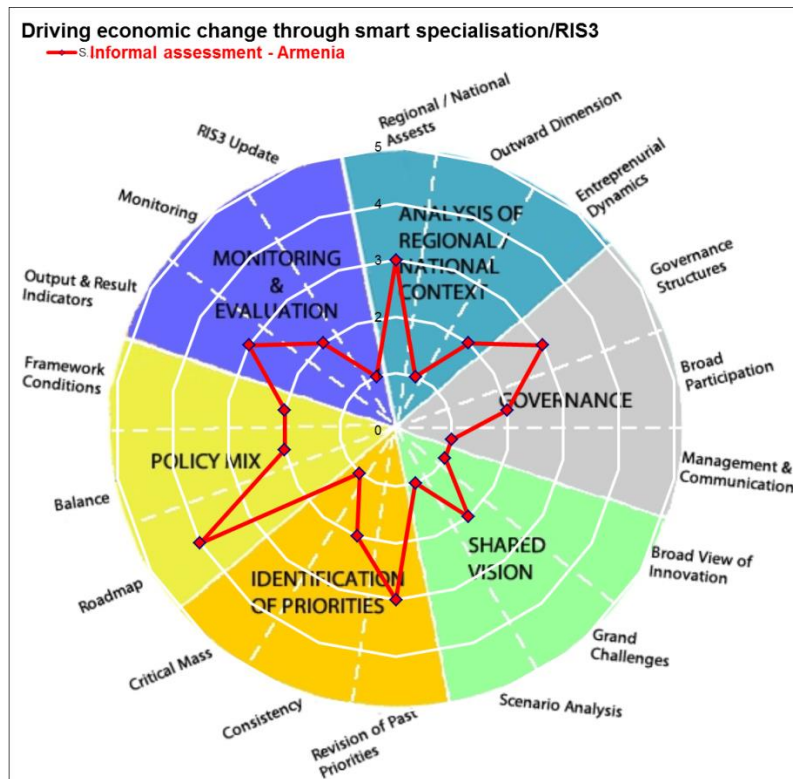 Driving economic change through smart specialisation/RIS3
S.Informal assessment - Armenia
Regional / National
Assests
Outward Dimension
Entreprenurial
Dynamics
Governance
Structures
Broad
Participation
Management &
Communication
Broad View of
Innovation
Grand
Challenges
Scenario Analysis
Revision of Past
Priorities
Consistency
Critical Mass
Roadmap
Balance
Framework
Conditions
Output & Result
Indicators
Monitoring
RIS3 Update
5
4
3
2
0
ANALYSIS OF
REGIONAL /
NATIONAL
CONTEXT
GOVERNANCE
SHARED
VISION
IDENTIFICATION
OF PRIORITIES
POLICY MIX
MONITORING
&
EVALUATION